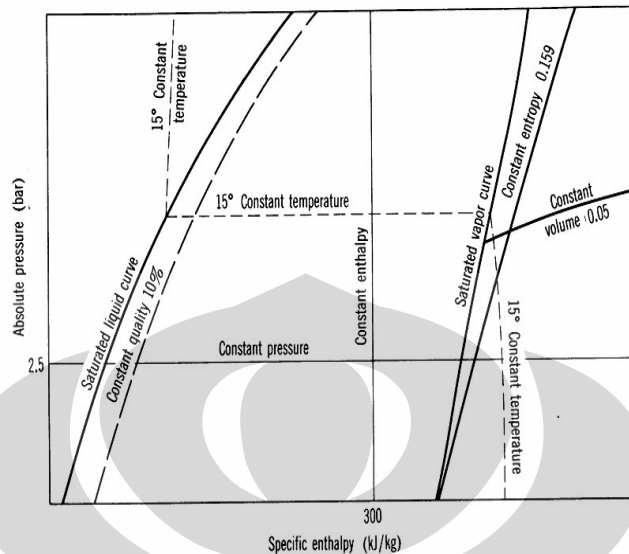 15° Constant
temperature
Saturated liquid curve
Constant quality 10%
15° Constant temperature
Constant enthalpy
Saturated vapor curve
Constant entropy 0.159
Constant
volume 0.05
15° Constant temperature
Constant pressure
Absolute pressure (bar)
2.5
300
Specific enthalpy (kJ/kg)